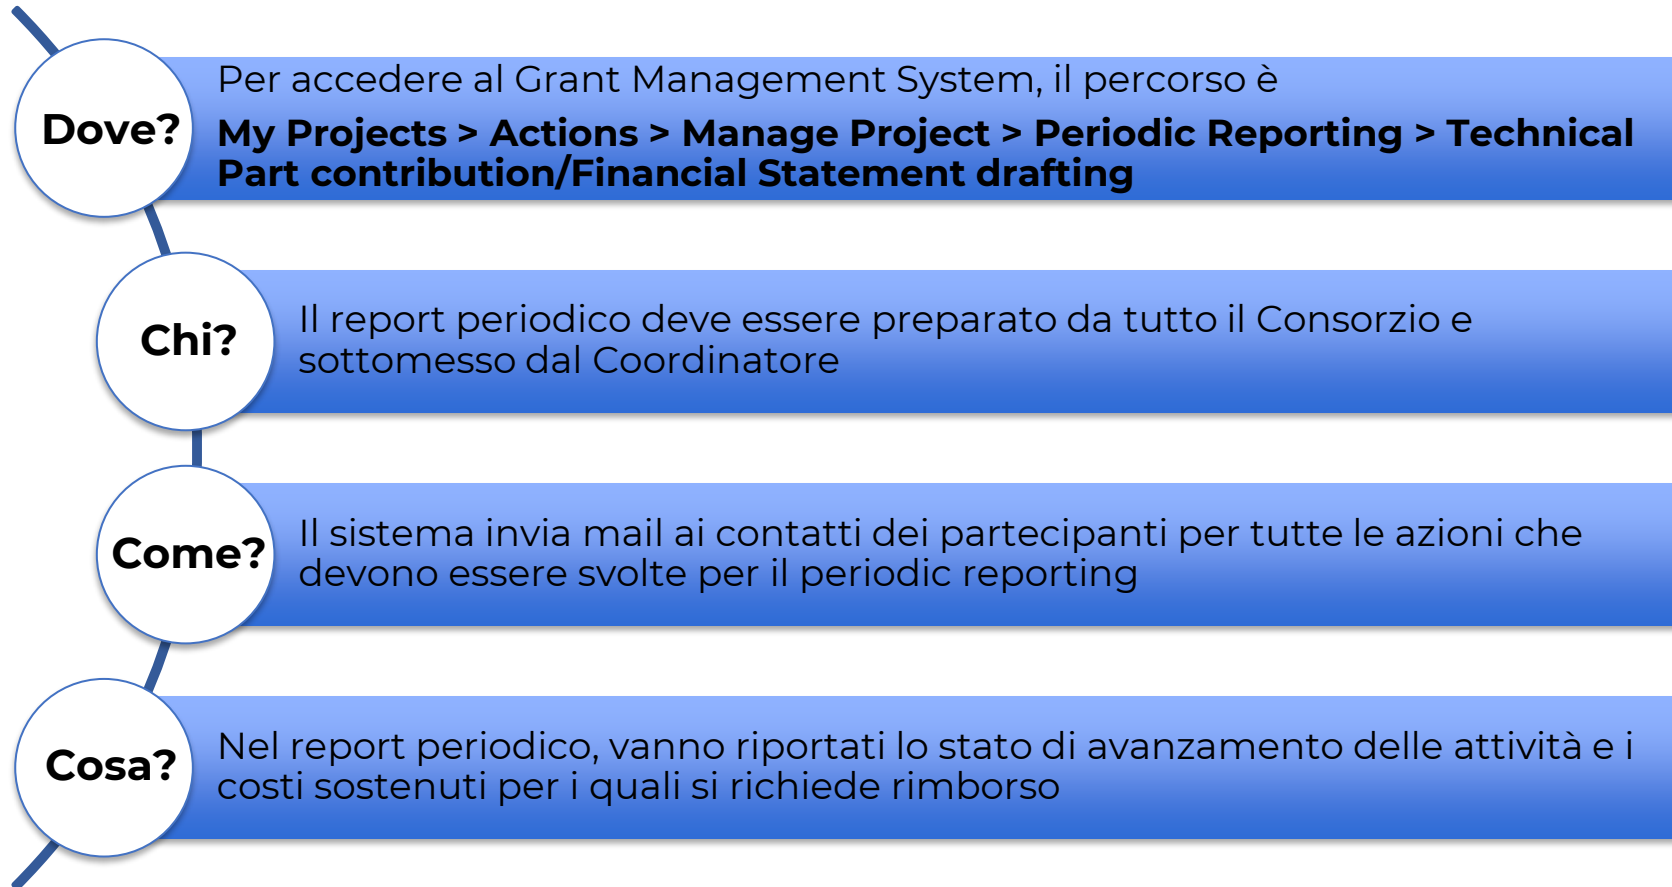 Dove?
Per accedere al Grant Management System, il percorso è
My Projects > Actions > Manage Project > Periodic Reporting > Technical
Part contribution/Financial Statement drafting
Chi?
Il report periodico deve essere preparato da tutto il Consorzio e
sottomesso dal Coordinatore
Come?
Il sistema invia mail ai contatti dei partecipanti per tutte le azioni che
devono essere svolte per il periodic reporting
Cosa?
Nel report periodico, vanno riportati lo stato di avanzamento delle attività e i
costi sostenuti per i quali si richiede rimborso